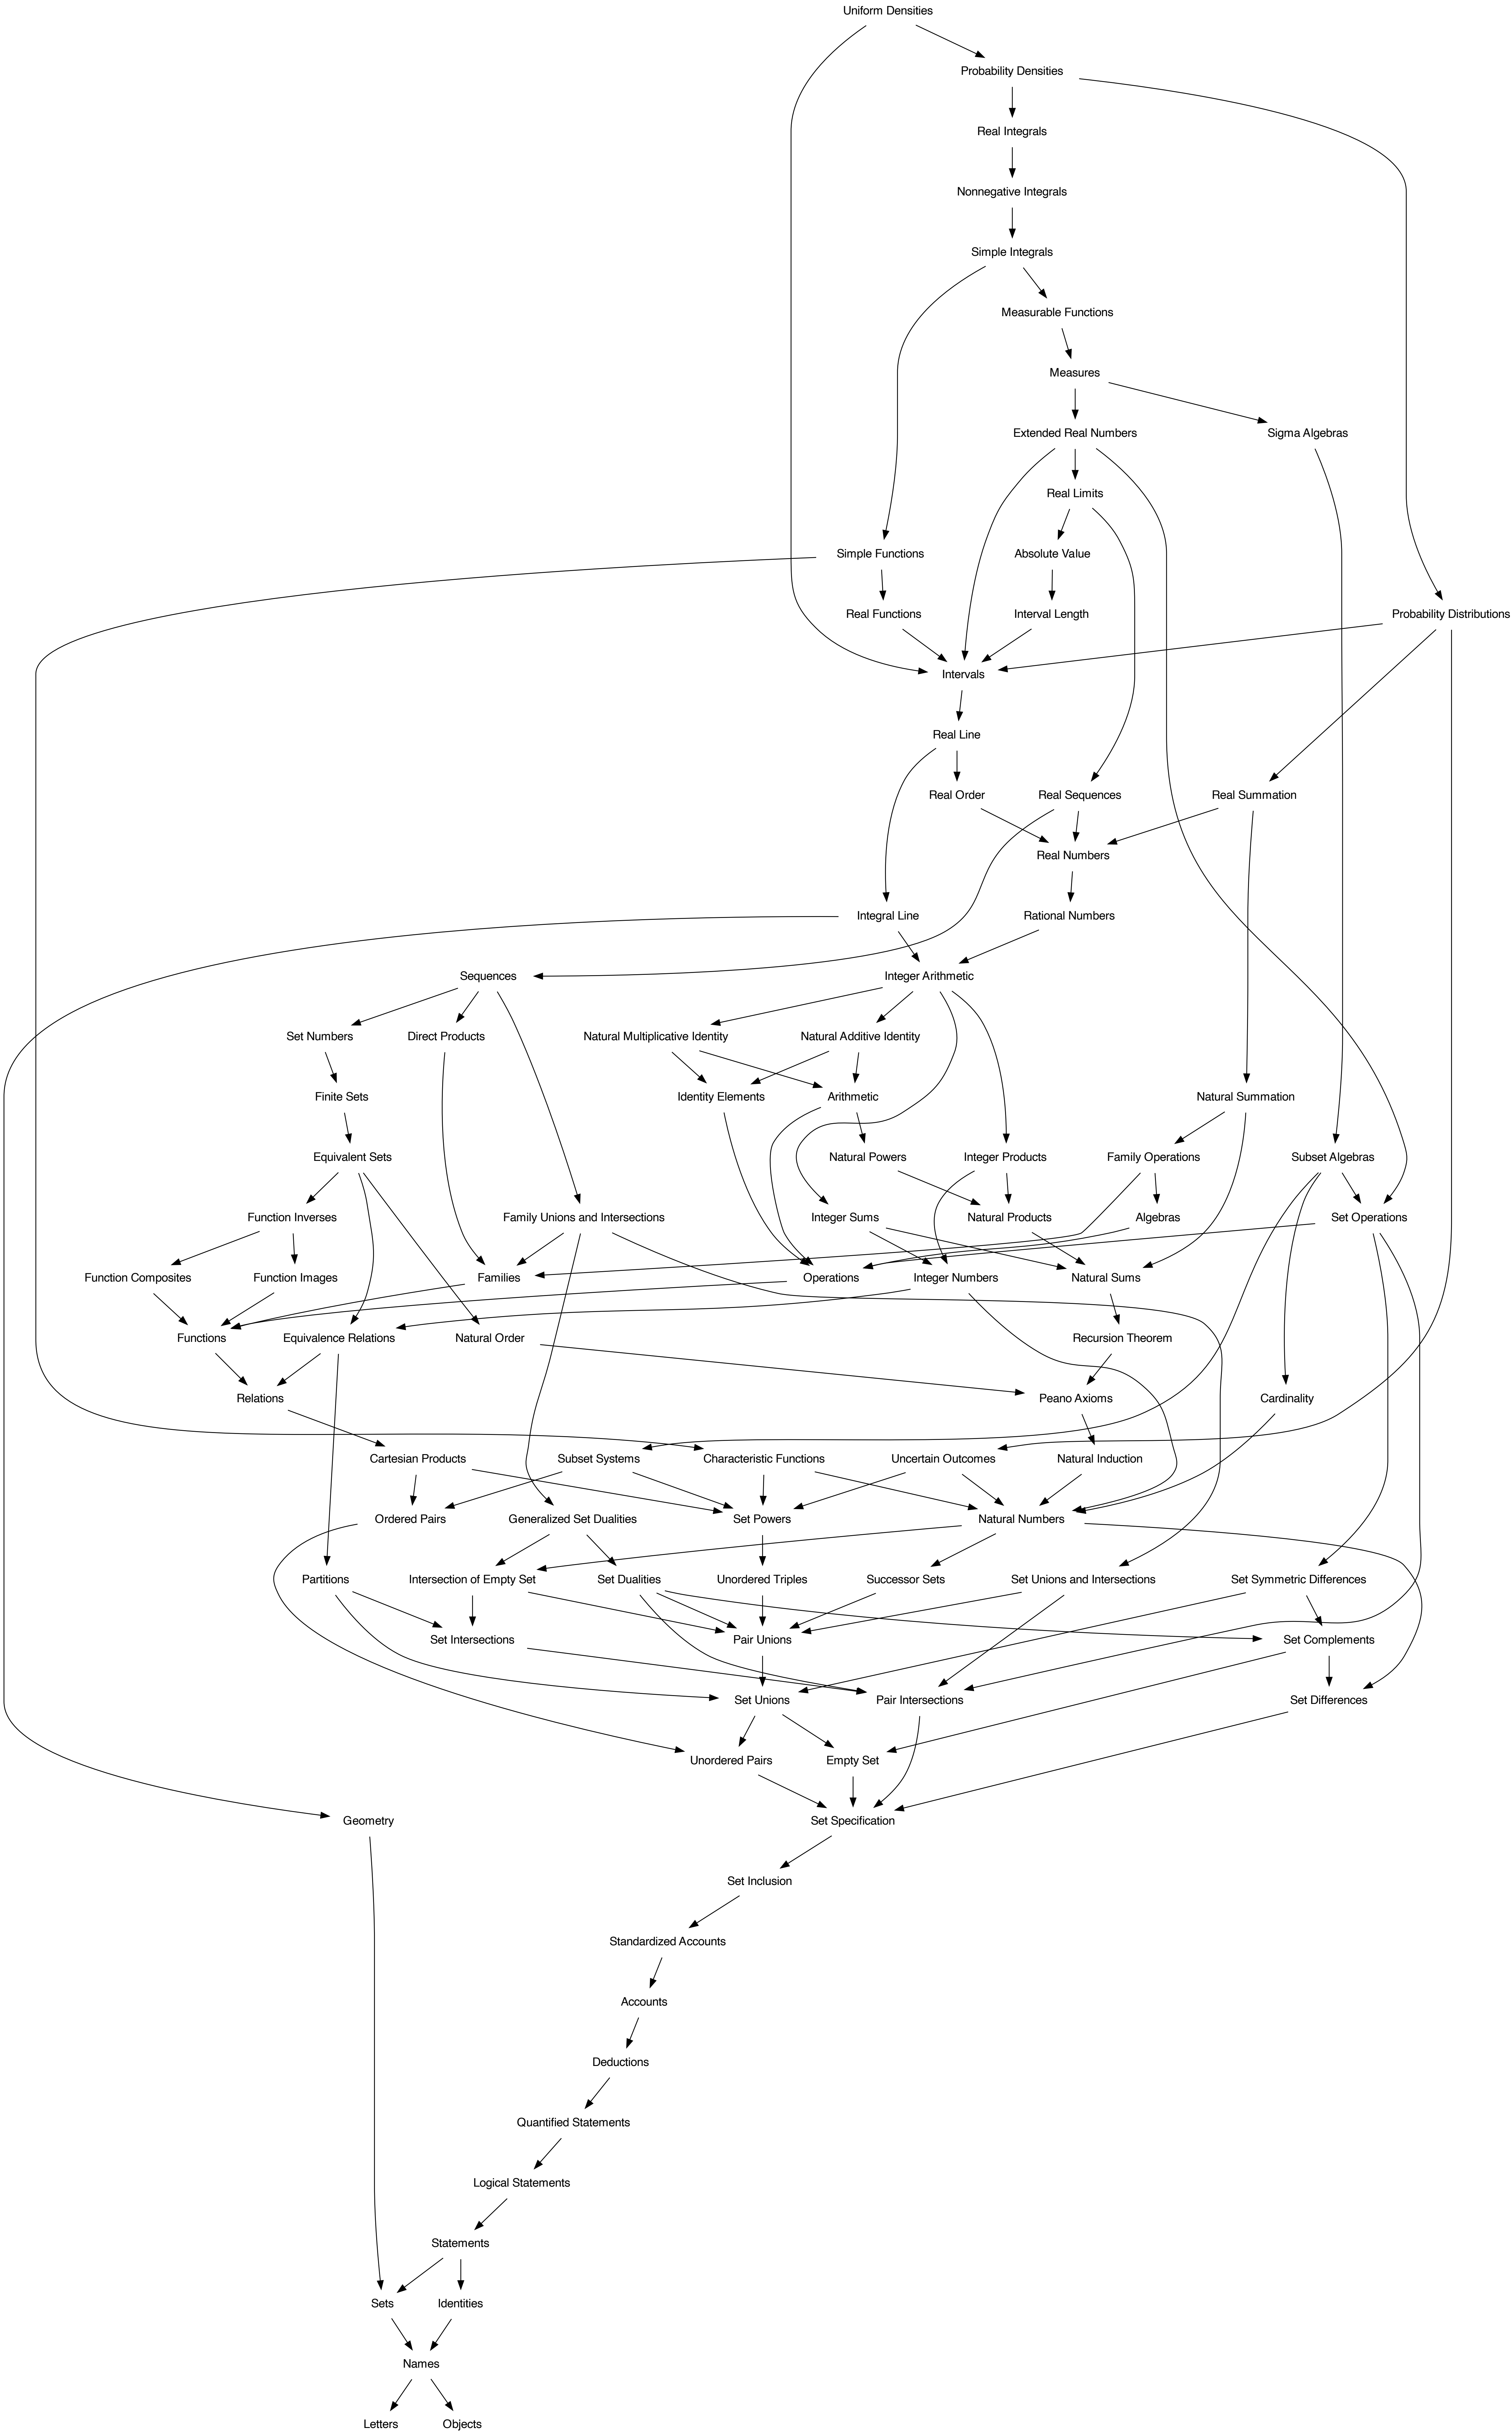 Uniform Densities
Probability Densities
Real Integrals
Nonnegative Integrals
Simple Integrals
Measurable Functions
Measures
Extended Real Numbers
Sigma Algebras
Real Limits
Simple Functions
Absolute Value
Real Functions
Interval Length
Probability Distributions
Intervals
Real Line
Real Order
Real Sequences
Real Summation
Real Numbers
Integral Line
Rational Numbers
Sequences
Integer Arithmetic
Set Numbers
Direct Products
Natural Multiplicative Identity
Natural Additive Identity
Finite Sets
Identity Elements
Arithmetic
Natural Summation
Equivalent Sets
Natural Powers
Integer Products
Family Operations
Subset Algebras
Function Inverses
Family Unions and Intersections
Integer Sums
Natural Products
Algebras
Set Operations
Function Composites
Function Images
Families
Operations
Integer Numbers
Natural Sums
Functions
Equivalence Relations
Natural Order
Recursion Theorem
Relations
Peano Axioms
Cardinality
Cartesian Products
Subset Systems
Characteristic Functions
Uncertain Outcomes
Natural Induction
Ordered Pairs
Generalized Set Dualities
Set Powers
Natural Numbers
Partitions
Intersection of Empty Set
Set Dualities
Unordered Triples
Successor Sets
Set Unions and Intersections
Set Symmetric Differences
Set Intersections
Pair Unions
Set Complements
Set Unions
Pair Intersections
Set Differences
Unordered Pairs
Empty Set
Geometry
Set Specification
Set Inclusion
Standardized Accounts
Accounts
Deductions
Quantified Statements
Logical Statements
Statements
Sets
Identities
Names
Letters
Objects